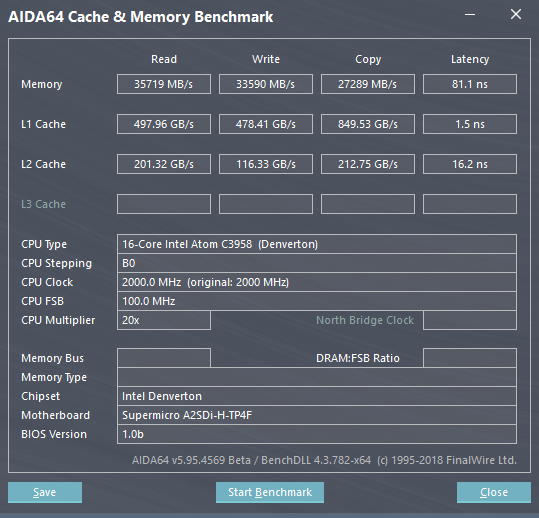 AIDA64 Cache & Memory Benchmark
Read Write Copy Latency
Memory 35719 MB/s 33590 MB/s 27289 MB/s 81.1 ns
L1 Cache 497.96 GB/s 478.41 GB/s 849.53 GB/s 1.5 ns
L2 Cache 201.32 GB/s 116.33 GB/s 212.75 GB/s 16.2 ns
L3 Cache
CPU Type 16-Core Intel Atom C3958 (Denverton)
CPU Stepping B0
CPU Clock 2000.0 MHz (original: 2000 MHz)
CPU FSB 100.0 MHz
CPU Multiplier 20x North Bridge Clock
Memory Bus DRAM:FSB Ratio
Memory Type
Chipset Intel Denverton
Motherboard Supermicro A2SDi-H-TP4F
BIOS Version 1.0b
AIDA64 v5.95.4569 Beta / BenchDLL 4.3.782-x64 (c) 1995-2018 FinalWire Ltd.
Save Start Benchmark Close